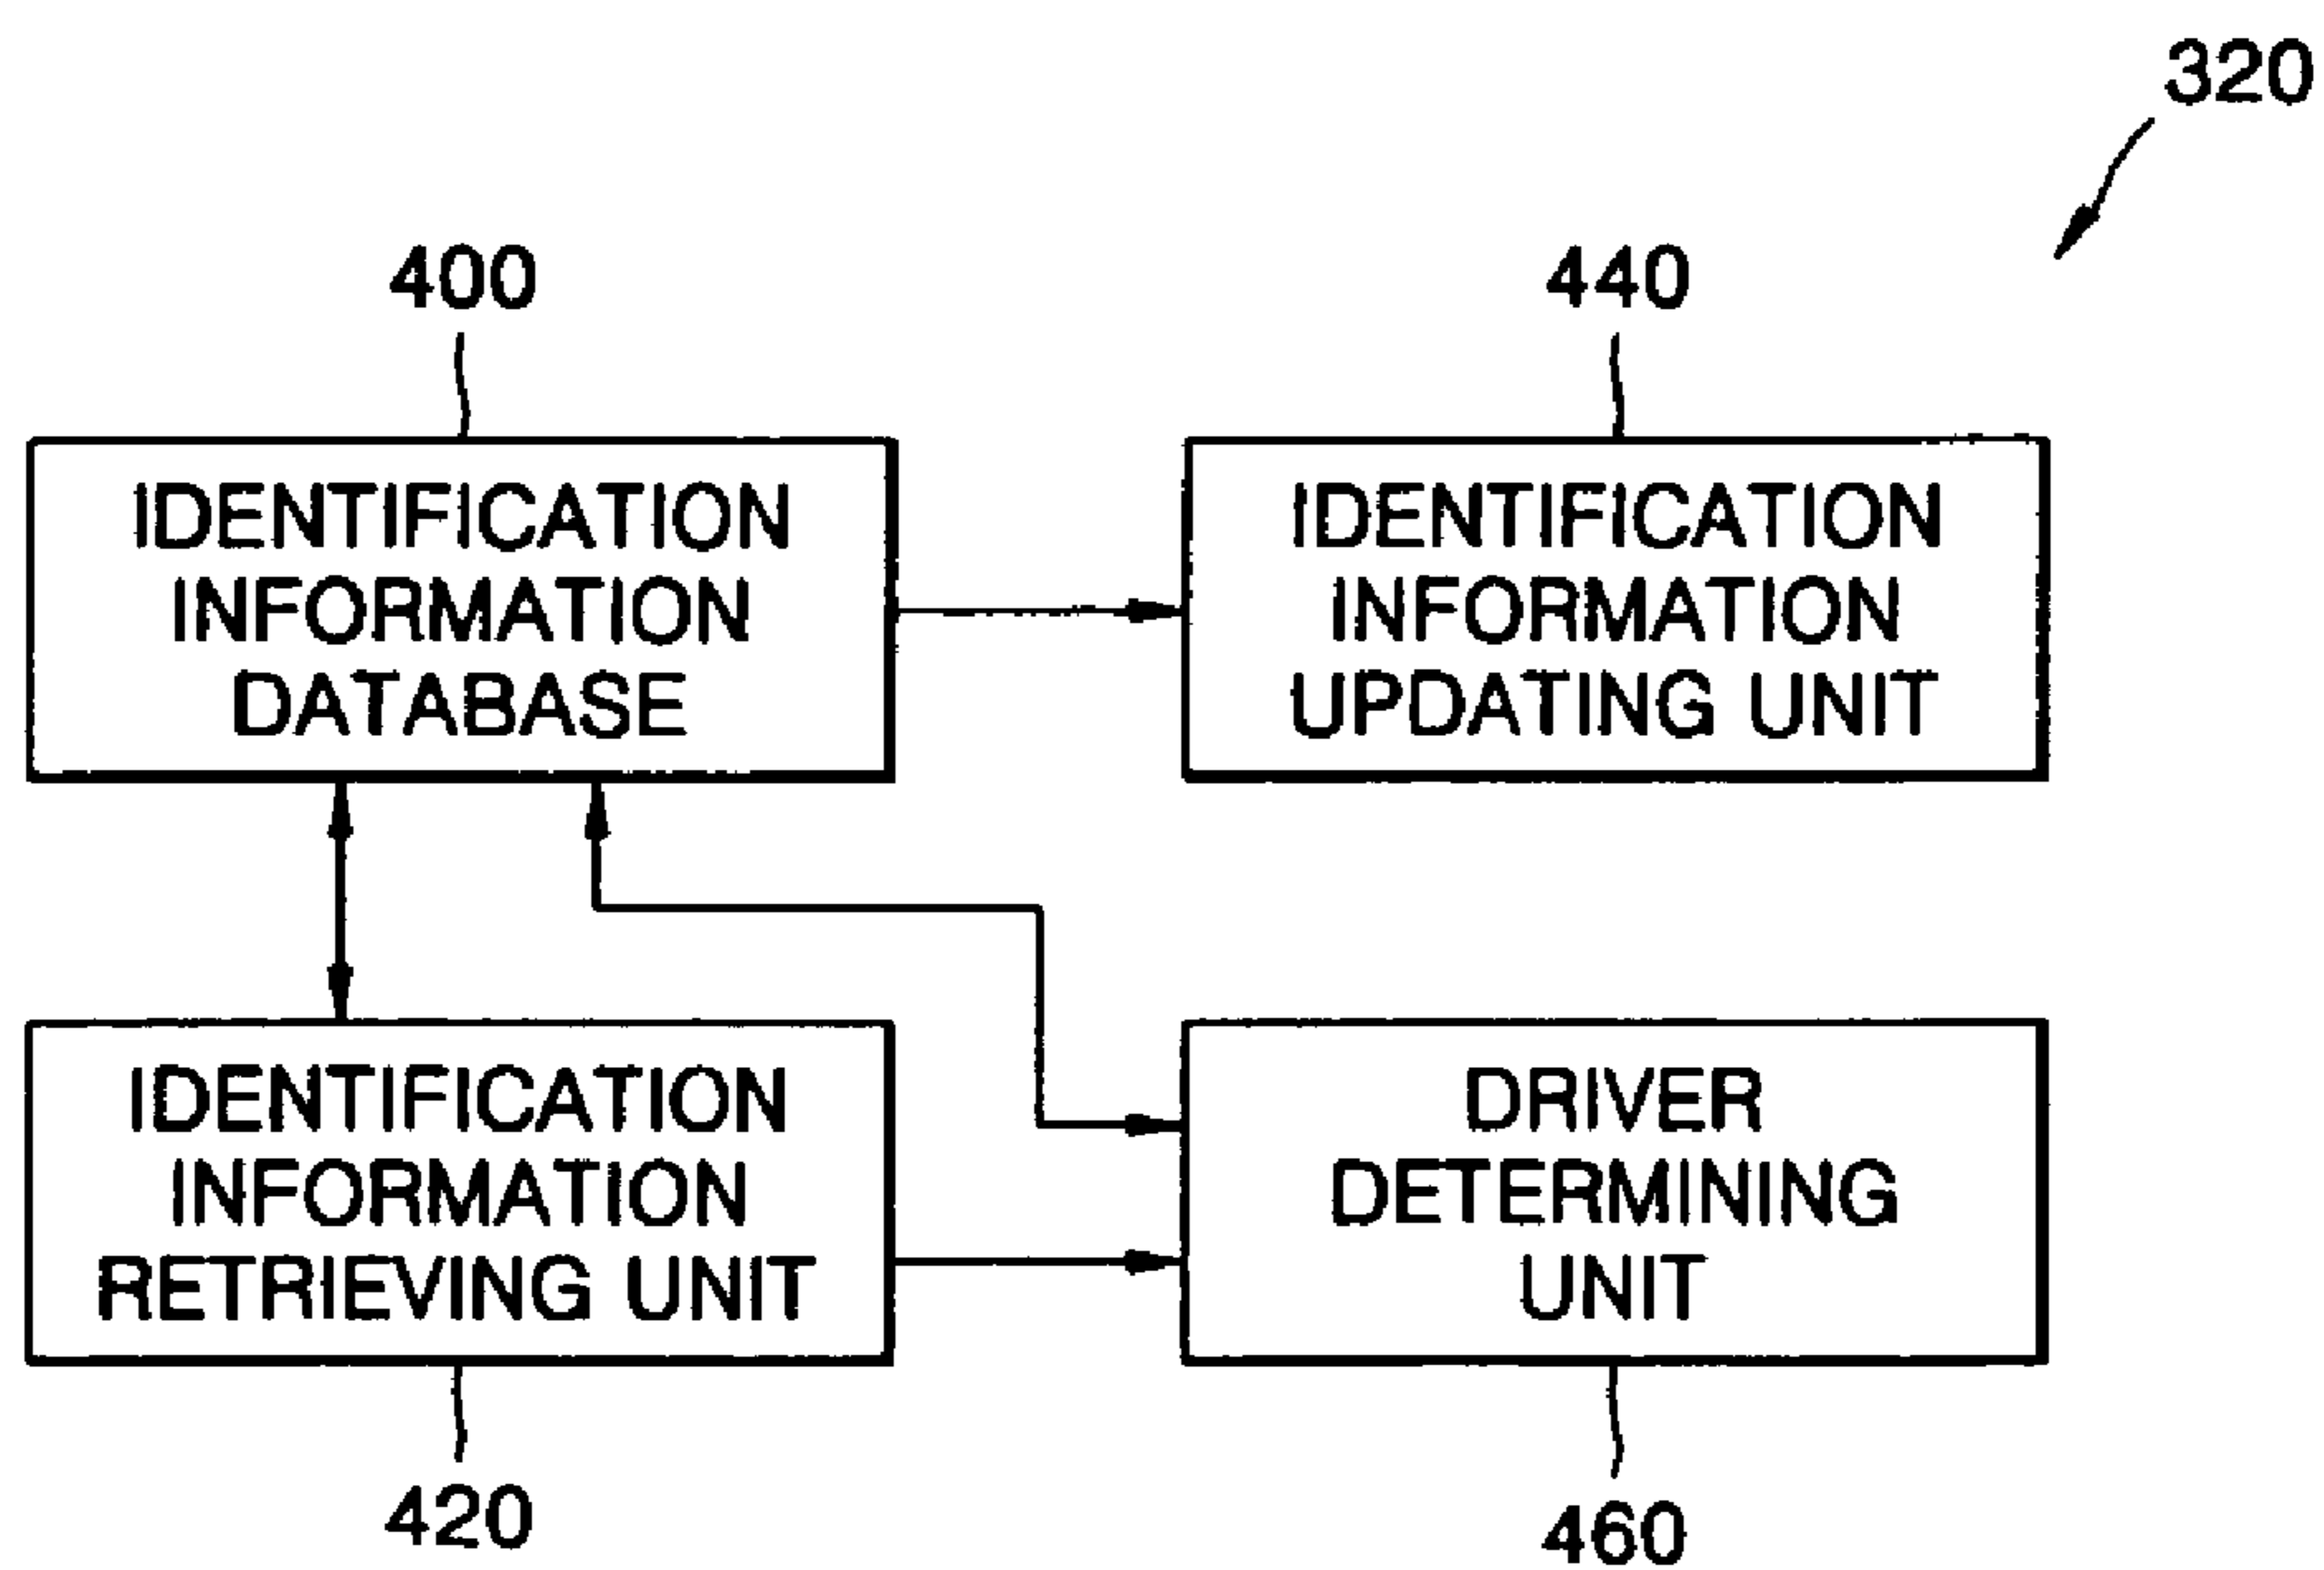 320
400
440
IDENTIFICATION
INFORMATION
DATABASE
IDENTIFICATION
INFORMATION
UPDATING UNIT
IDENTIFICATION
INFORMATION
RETRIEVING UNIT
DRIVER
DETERMINING
UNIT
420
460